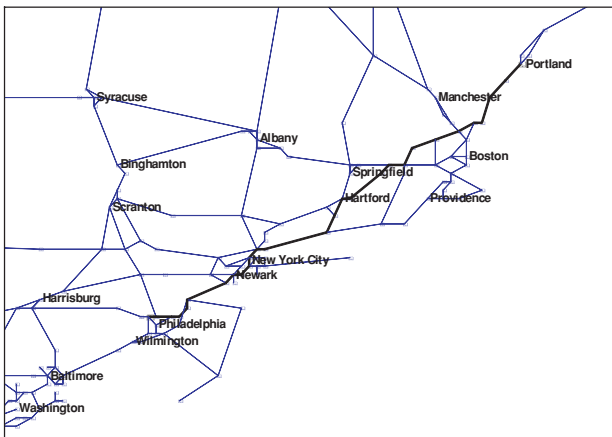 Portland
Syracuse
Manchester
Albany
Boston
Binghamton
Springfield
Hartford
Providence
Scranton
New York City
Newark
Harrisburg
Philadelphia
Wilmington
Baltimore
Washington